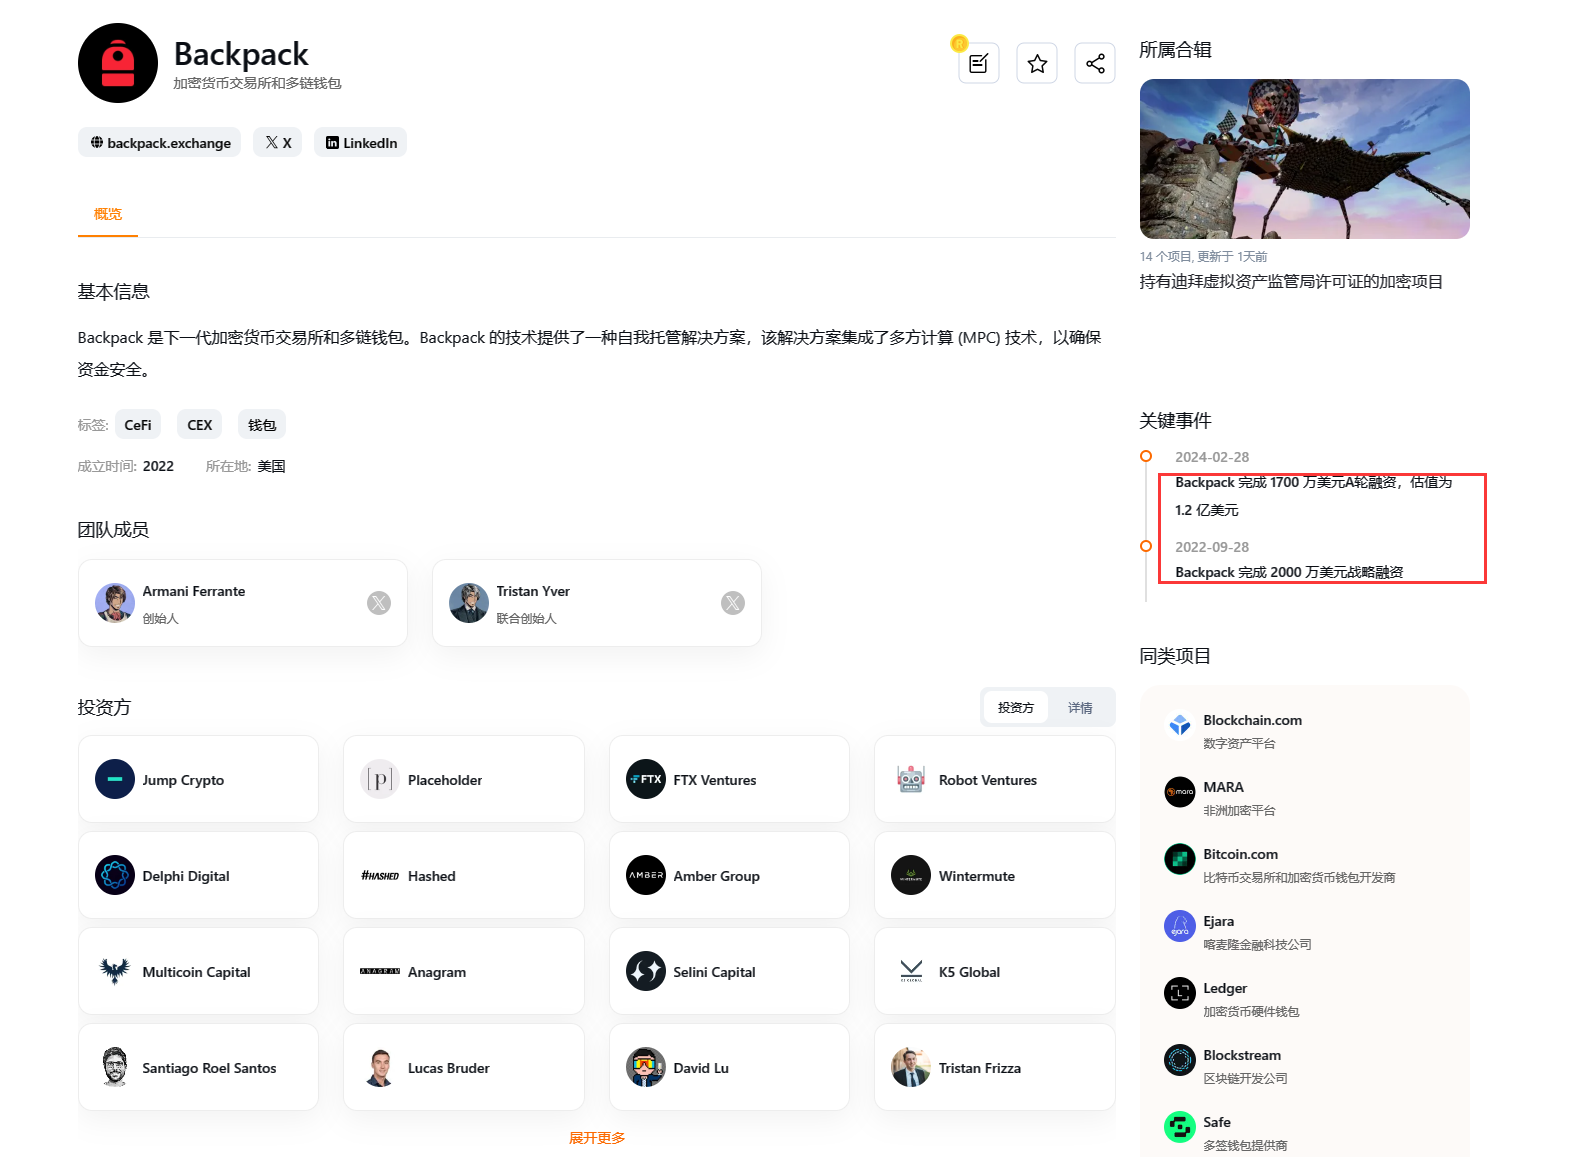 Backpack
加密货币交易所和多链钱包
R
backpack.exchange
X
LinkedIn
概览
基本信息
Backpack 是下一代加密货币交易所和多链钱包。Backpack 的技术提供了一种自我托管解决方案，该解决方案集成了多方计算 (MPC) 技术，以确保
资金安全。
标签: CeFi CEX 钱包
成立时间: 2022 所在地: 美国
团队成员
Armani Ferrante
创始人
Tristan Yver
联合创始人
投资方
投资方 详情
Jump Crypto
[p] Placeholder
FTX FTX Ventures
Robot Ventures
Delphi Digital
#HASHED Hashed
AMBER Amber Group
WINTERMUTE Wintermute
Multicoin Capital
ANAGRAM Anagram
Selini Capital
K5 GLOBAL K5 Global
Santiago Roel Santos
Lucas Bruder
David Lu
Tristan Frizza
展开更多
所属合辑
14 个项目, 更新于 1天前
持有迪拜虚拟资产监管局许可证的加密项目
关键事件
2024-02-28
Backpack 完成 1700 万美元A轮融资，估值为
1.2 亿美元
2022-09-28
Backpack 完成 2000 万美元战略融资
同类项目
Blockchain.com
数字资产平台
mara MARA
非洲加密平台
Bitcoin.com
比特币交易所和加密货币钱包开发商
ejara Ejara
喀麦隆金融科技公司
Ledger
加密货币硬件钱包
Blockstream
区块链开发公司
Safe
多签钱包提供商